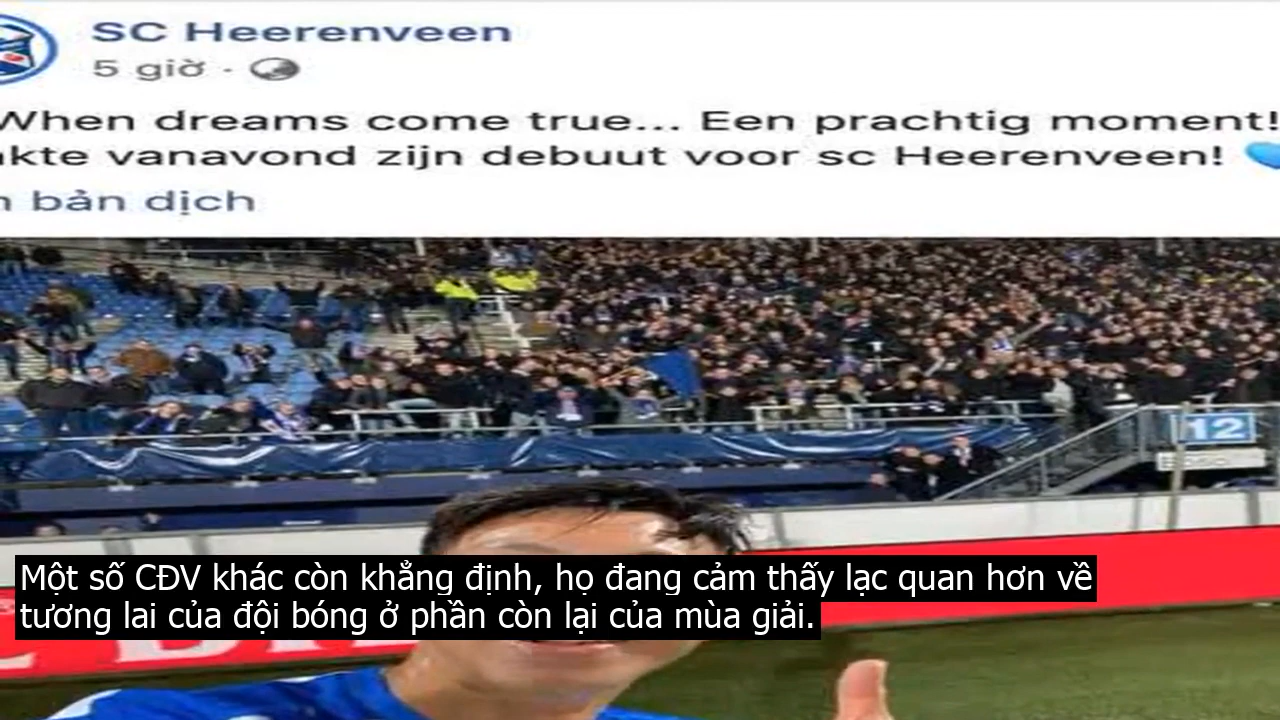 SC Heerenveen
5 giờ ·
When dreams come true... Een prachtig moment!
akte vanavond zijn debuut voor sc Heerenveen! 💙
bản dịch
12
Một số CĐV khác còn khẳng định, họ đang cảm thấy lạc quan hơn về
tương lai của đội bóng ở phần còn lại của mùa giải.